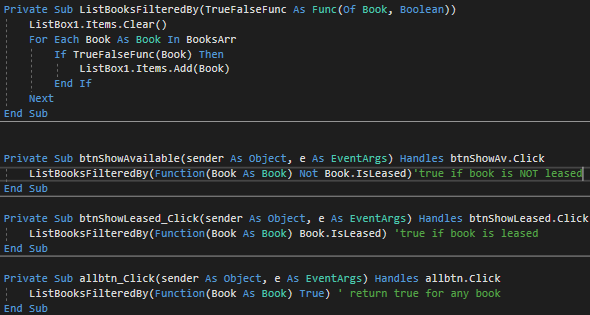 Private Sub ListBooksFilteredBy(TrueFalseFunc As Func(Of Book, Boolean))
ListBox1.Items.Clear()
For Each Book As Book In BooksArr
If TrueFalseFunc(Book) Then
ListBox1.Items.Add(Book)
End If
Next
End Sub
Private Sub btnShowAvailable(sender As Object, e As EventArgs) Handles btnShowAv.Click
ListBooksFilteredBy(Function(Book As Book) Not Book.IsLeased)'true if book is NOT leased
End Sub
Private Sub btnShowLeased_Click(sender As Object, e As EventArgs) Handles btnShowLeased.Click
ListBooksFilteredBy(Function(Book As Book) Book.IsLeased) 'true if book is leased
End Sub
Private Sub allbtn_Click(sender As Object, e As EventArgs) Handles allbtn.Click
ListBooksFilteredBy(Function(Book As Book) True) ' return true for any book
End Sub